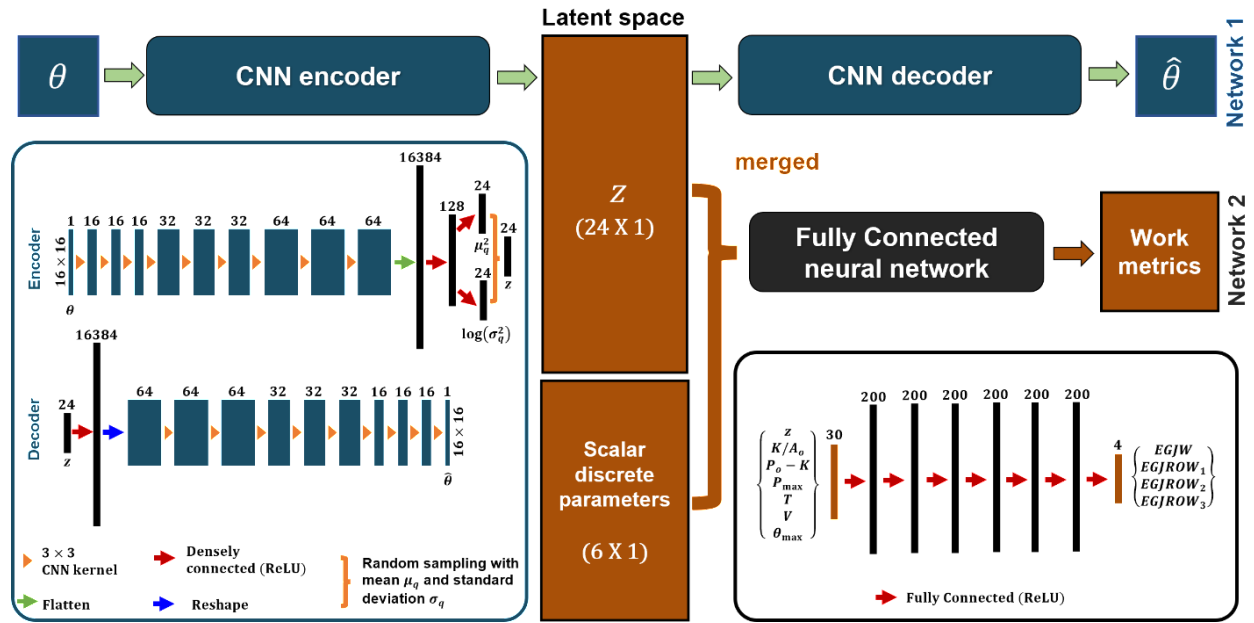 Latent space
θ
CNN encoder
CNN decoder
θ̂
Network 1
Z
(24 X 1)
merged
Fully Connected
neural network
Work
metrics
Network 2
Scalar
discrete
parameters
(6 X 1)
Encoder
16 × 16
1 16 16 16 32 32 32 64 64 64
θ
16384
128
24
μ_q^2
24
log(σ_q^2)
24
z
Decoder
24
z
16384
64 64 64 32 32 32 16 16 16 1
16 × 16
θ̂
3 × 3
CNN kernel
Densely
connected (ReLU)
Random sampling with
mean μ_q and standard
deviation σ_q
Flatten
Reshape
z
K/A_o
P_o − K
P_max
T
V
θ_max
30
200 200 200 200 200 200
4
EGJW
EGJROW_1
EGJROW_2
EGJROW_3
Fully Connected (ReLU)